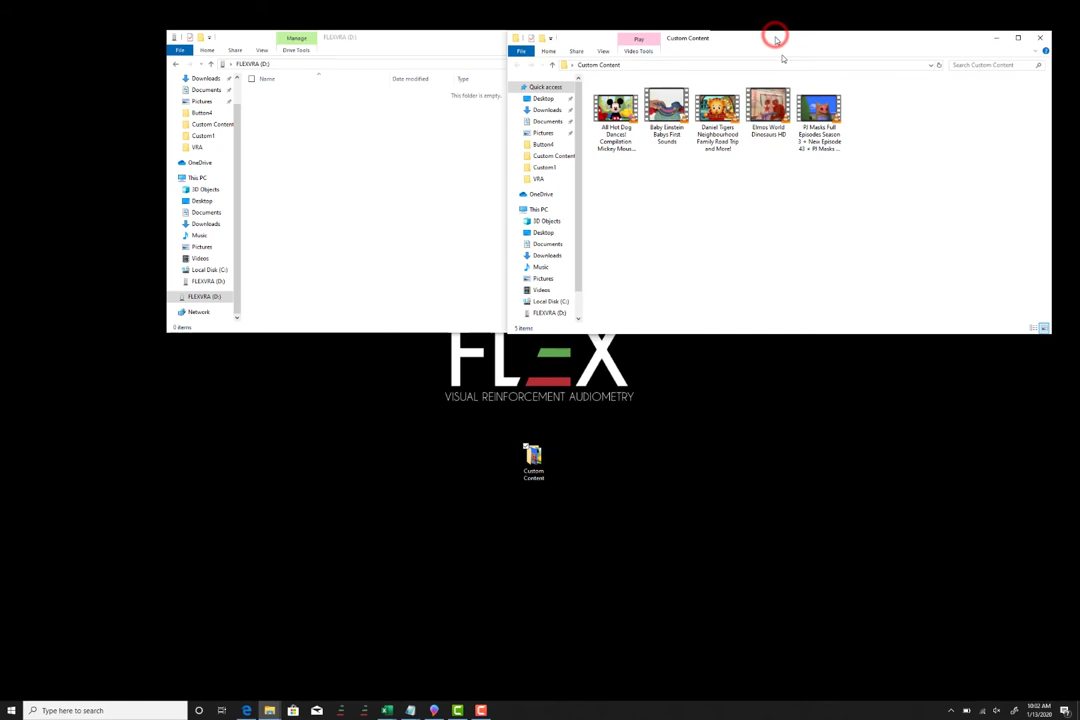 Manage
FLEXVRA (D:)
File
Home
Share
View
Drive Tools
FLEXVRA (D:)
Name
Date modified
Type
This folder is empty.
Downloads
Documents
Pictures
Button4
Custom Content
Custom1
VRA
OneDrive
This PC
3D Objects
Desktop
Documents
Downloads
Music
Pictures
Videos
Local Disk (C:)
FLEXVRA (D:)
FLEXVRA (D:)
Network
0 items
Play
Custom Content
File
Home
Share
View
Video Tools
Custom Content
Search Custom Content
Quick access
Desktop
Downloads
Documents
Pictures
Button4
Custom Content
Custom1
VRA
OneDrive
This PC
3D Objects
Desktop
Documents
Downloads
Music
Pictures
Videos
Local Disk (C:)
FLEXVRA (D:)
5 items
All Hot Dog
Dances!
Compilation
Mickey Mous...
Baby Einstein
Babys First
Sounds
Daniel Tigers
Neighbourhood
Family Road Trip
and More!
Elmos World
Dinosaurs HD
PJ Masks Full
Episodes Season
3 + New Episode
43 + PJ Masks ...
FLEX
VISUAL REINFORCEMENT AUDIOMETRY
Custom
Content
Type here to search
10:02 AM
1/13/2020